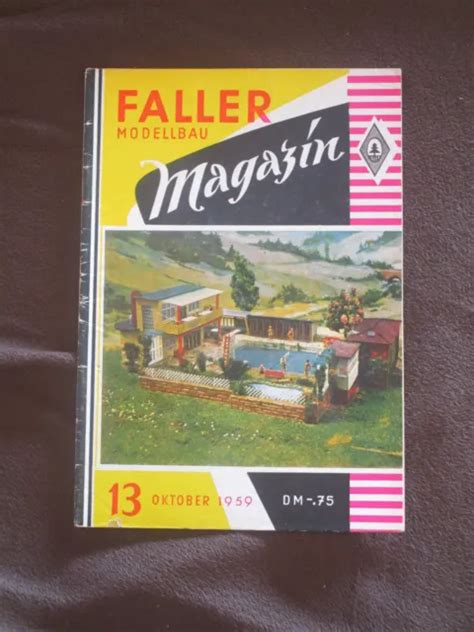 FALLER
MODELLBAU
Magazin
13 OKTOBER 1959 DM-.75